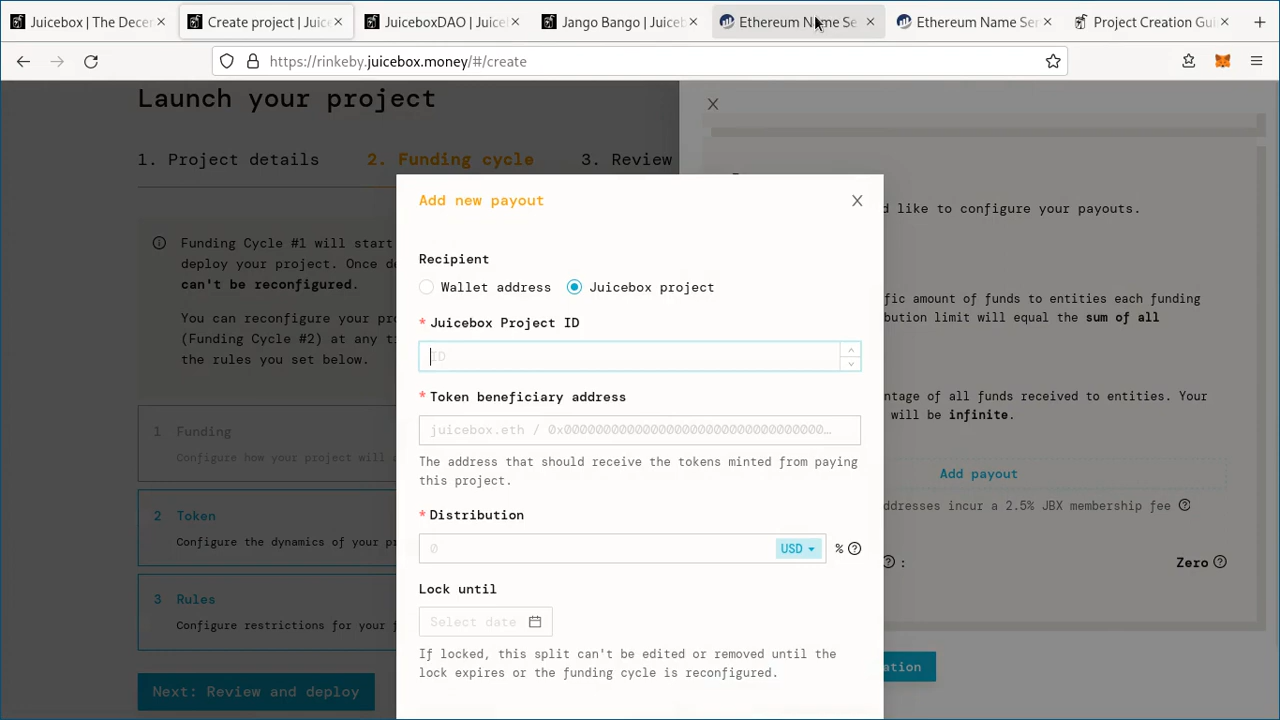 Juicebox | The Decen
Create project | Juice
JuiceboxDAO | Juicel
Jango Bango | Juiceb
Ethereum Name Se
Ethereum Name Ser
Project Creation Gui
https://rinkeby.juicebox.money/#/create
Launch your project
1. Project details
2. Funding cycle
3. Review
Funding Cycle #1 will start
deploy your project. Once d
can't be reconfigured.
You can reconfigure your pro
(Funding Cycle #2) at any ti
the rules you set below.
1 Funding
Configure how your project will
2 Token
Configure the dynamics of your pr
3 Rules
Configure restrictions for your f
Next: Review and deploy
Add new payout
Recipient
Wallet address
Juicebox project
* Juicebox Project ID
ID
* Token beneficiary address
juicebox.eth / 0x00000000000000000000000000000000...
The address that should receive the tokens minted from paying
this project.
* Distribution
0
USD
%
Lock until
Select date
If locked, this split can't be edited or removed until the
lock expires or the funding cycle is reconfigured.
d like to configure your payouts.
fic amount of funds to entities each funding
bution limit will equal the sum of all
ntage of all funds received to entities. Your
will be infinite.
Add payout
ddresses incur a 2.5% JBX membership fee
:
Zero
ation